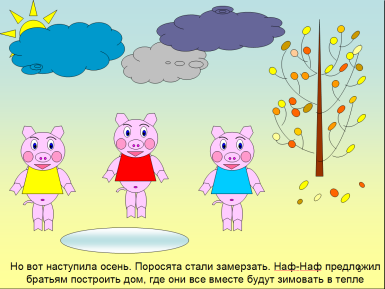 Но вот наступила осень. Поросята стали замерзать. Наф-Наф предложил
братьям построить дом, где они все вместе будут зимовать в тепле